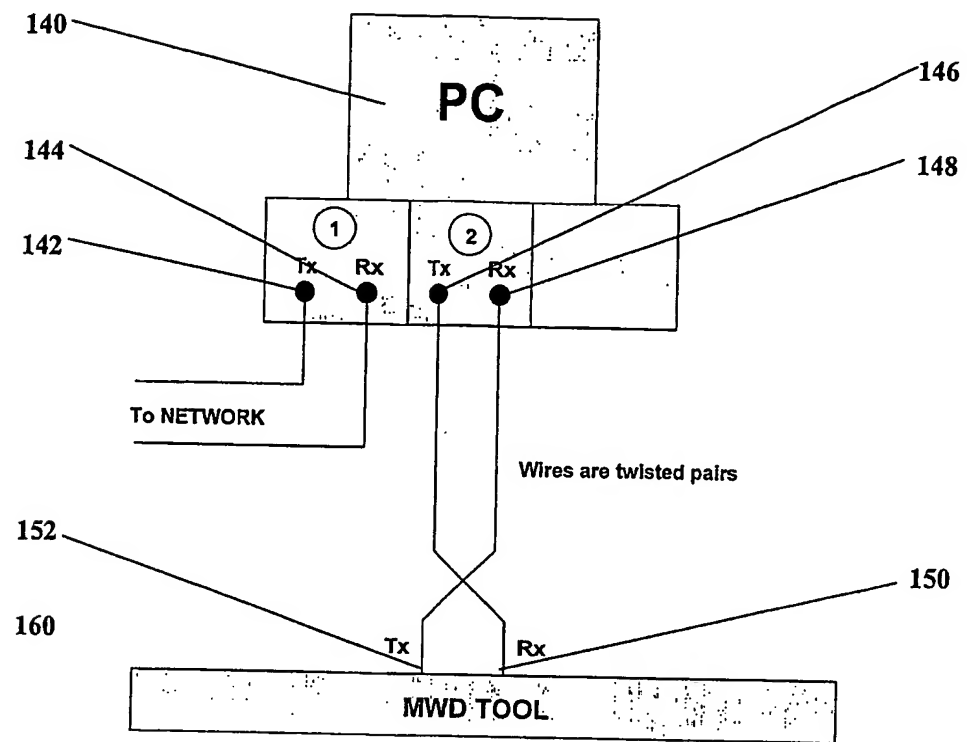 140
PC
146
144
148
142
1
2
Tx
Rx
Tx
Rx
To NETWORK
Wires are twisted pairs
152
150
160
Tx
Rx
MWD TOOL